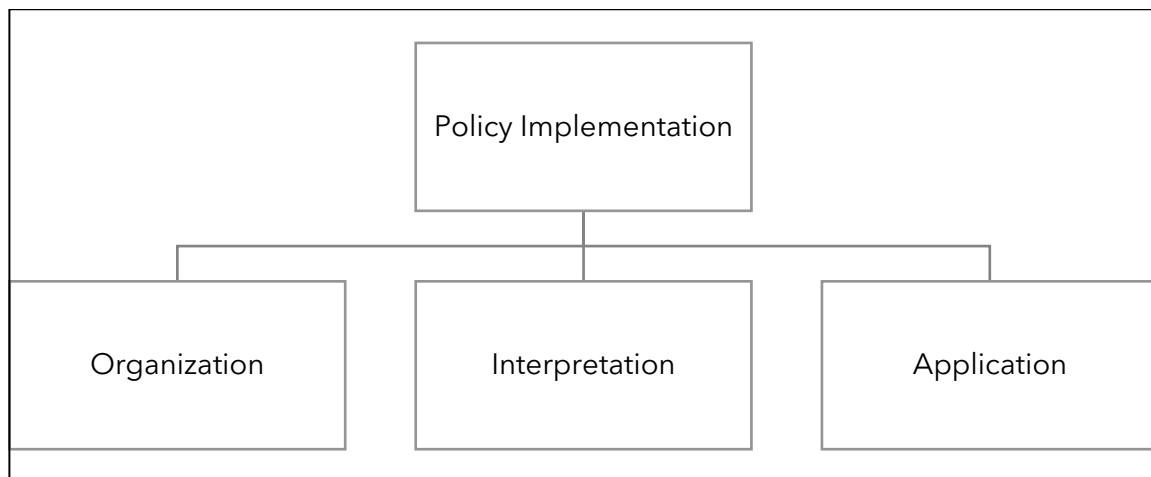 Policy Implementation
Organization
Interpretation
Application